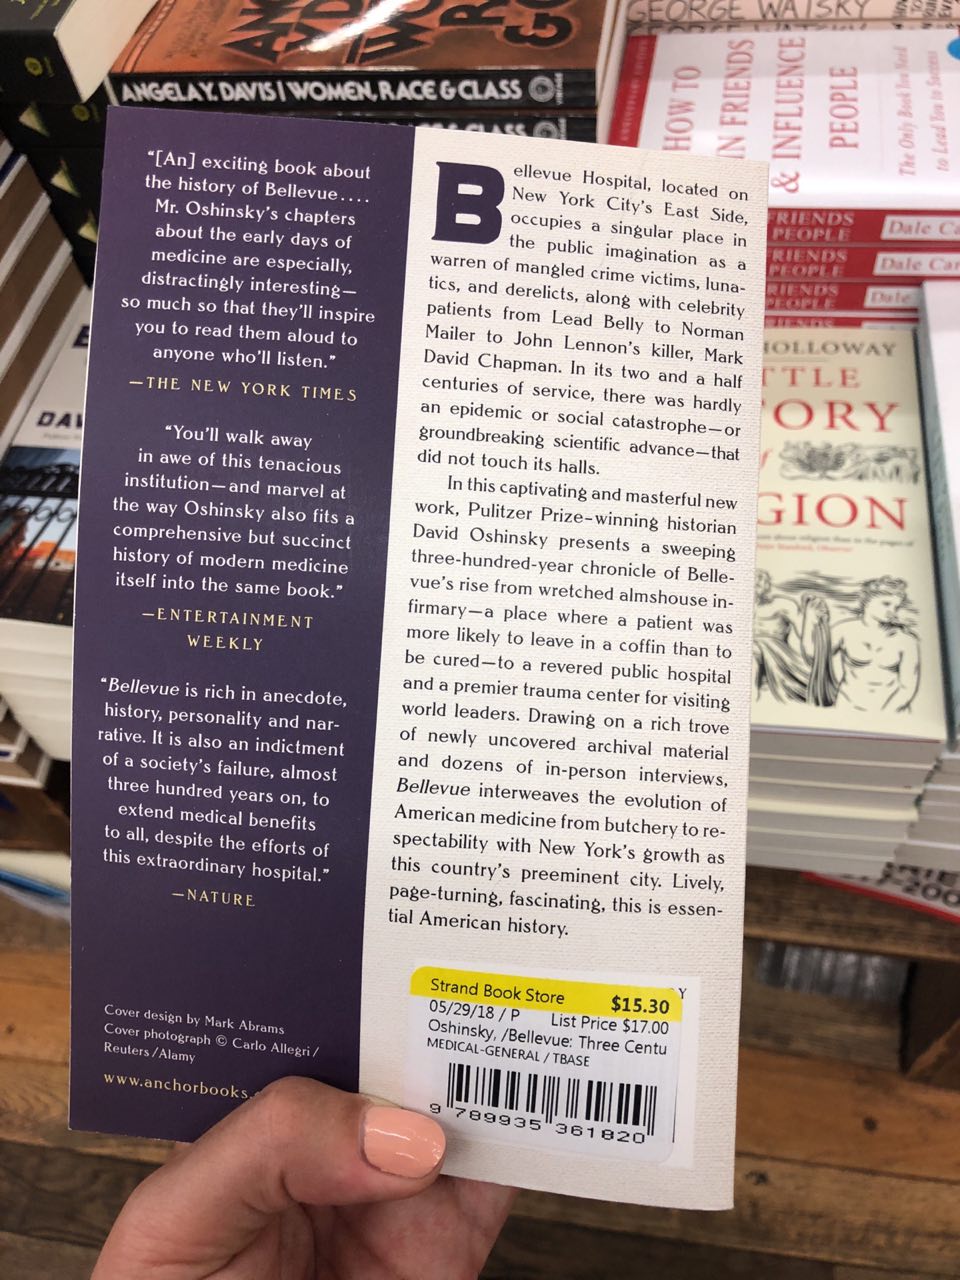 GEORGE WATSKY
ANGELA Y. DAVIS | WOMEN, RACE & CLASS
& CLASS
HOW TO
FRIENDS
& INFLUENCE
PEOPLE
The Only Book You Need
to Lead You to Success
FRIENDS
PEOPLE
Dale Ca
FRIENDS
PEOPLE
Dale Car
FRIENDS
PEOPLE
Dale
HOLLOWAY
TTLE
TORY
of
GION
"[An] exciting book about
the history of Bellevue....
Mr. Oshinsky's chapters
about the early days of
medicine are especially,
distractingly interesting—
so much so that they'll inspire
you to read them aloud to
anyone who'll listen."
—THE NEW YORK TIMES
"You'll walk away
in awe of this tenacious
institution—and marvel at
the way Oshinsky also fits a
comprehensive but succinct
history of modern medicine
itself into the same book."
—ENTERTAINMENT
WEEKLY
"Bellevue is rich in anecdote,
history, personality and nar-
rative. It is also an indictment
of a society's failure, almost
three hundred years on, to
extend medical benefits
to all, despite the efforts of
this extraordinary hospital."
—NATURE
Cover design by Mark Abrams
Cover photograph © Carlo Allegri/
Reuters/Alamy
www.anchorbooks.
Bellevue Hospital, located on
New York City's East Side,
occupies a singular place in
the public imagination as a
warren of mangled crime victims, luna-
tics, and derelicts, along with celebrity
patients from Lead Belly to Norman
Mailer to John Lennon's killer, Mark
David Chapman. In its two and a half
centuries of service, there was hardly
an epidemic or social catastrophe—or
groundbreaking scientific advance—that
did not touch its halls.
In this captivating and masterful new
work, Pulitzer Prize–winning historian
David Oshinsky presents a sweeping
three-hundred-year chronicle of Belle-
vue's rise from wretched almshouse in-
firmary—a place where a patient was
more likely to leave in a coffin than to
be cured—to a revered public hospital
and a premier trauma center for visiting
world leaders. Drawing on a rich trove
of newly uncovered archival material
and dozens of in-person interviews,
Bellevue interweaves the evolution of
American medicine from butchery to re-
spectability with New York's growth as
this country's preeminent city. Lively,
page-turning, fascinating, this is essen-
tial American history.
Strand Book Store $15.30
05/29/18 / P List Price $17.00
Oshinsky, /Bellevue: Three Centu
MEDICAL-GENERAL / TBASE
9 789935 361820